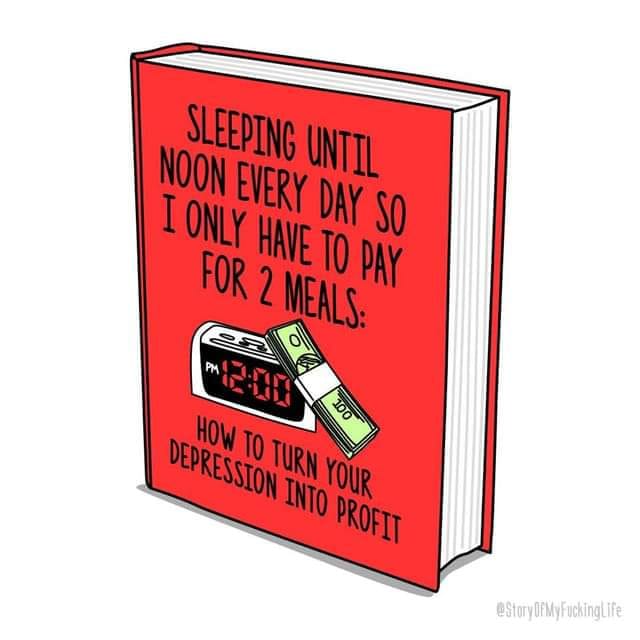 SLEEPING UNTIL
NOON EVERY DAY SO
I ONLY HAVE TO PAY
FOR 2 MEALS:
PM 12:00
100
HOW TO TURN YOUR
DEPRESSION INTO PROFIT
@StoryOfMyFuckingLife